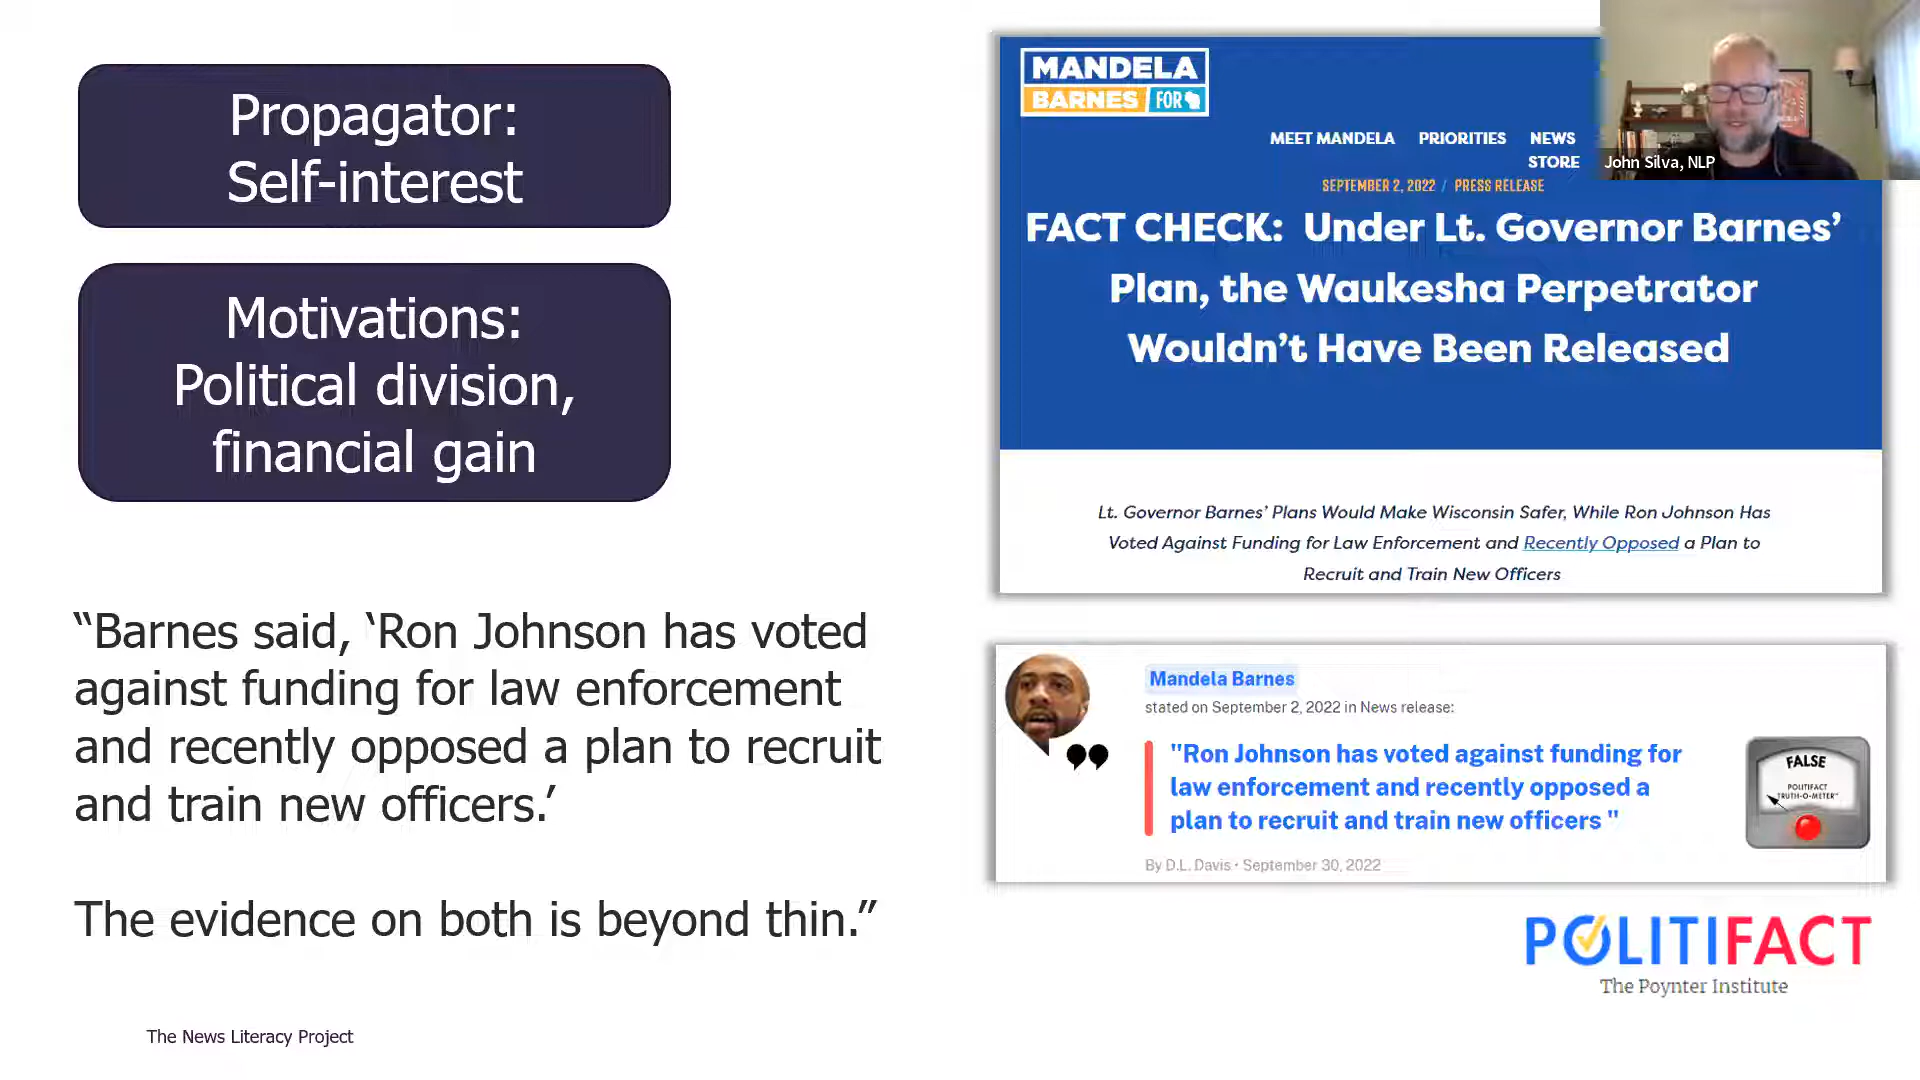 Propagator:
Self-interest
Motivations:
Political division,
financial gain
“Barnes said, ‘Ron Johnson has voted
against funding for law enforcement
and recently opposed a plan to recruit
and train new officers.’
The evidence on both is beyond thin.”
The News Literacy Project
MANDELA
BARNES FOR
MEET MANDELA PRIORITIES NEWS
STORE
SEPTEMBER 2, 2022 / PRESS RELEASE
FACT CHECK: Under Lt. Governor Barnes’
Plan, the Waukesha Perpetrator
Wouldn’t Have Been Released
Lt. Governor Barnes’ Plans Would Make Wisconsin Safer, While Ron Johnson Has
Voted Against Funding for Law Enforcement and Recently Opposed a Plan to
Recruit and Train New Officers
John Silva, NLP
Mandela Barnes
stated on September 2, 2022 in News release:
"Ron Johnson has voted against funding for
law enforcement and recently opposed a
plan to recruit and train new officers "
By D.L. Davis • September 30, 2022
FALSE
POLITIFACT
TRUTH-O-METER™
POLITIFACT
The Poynter Institute